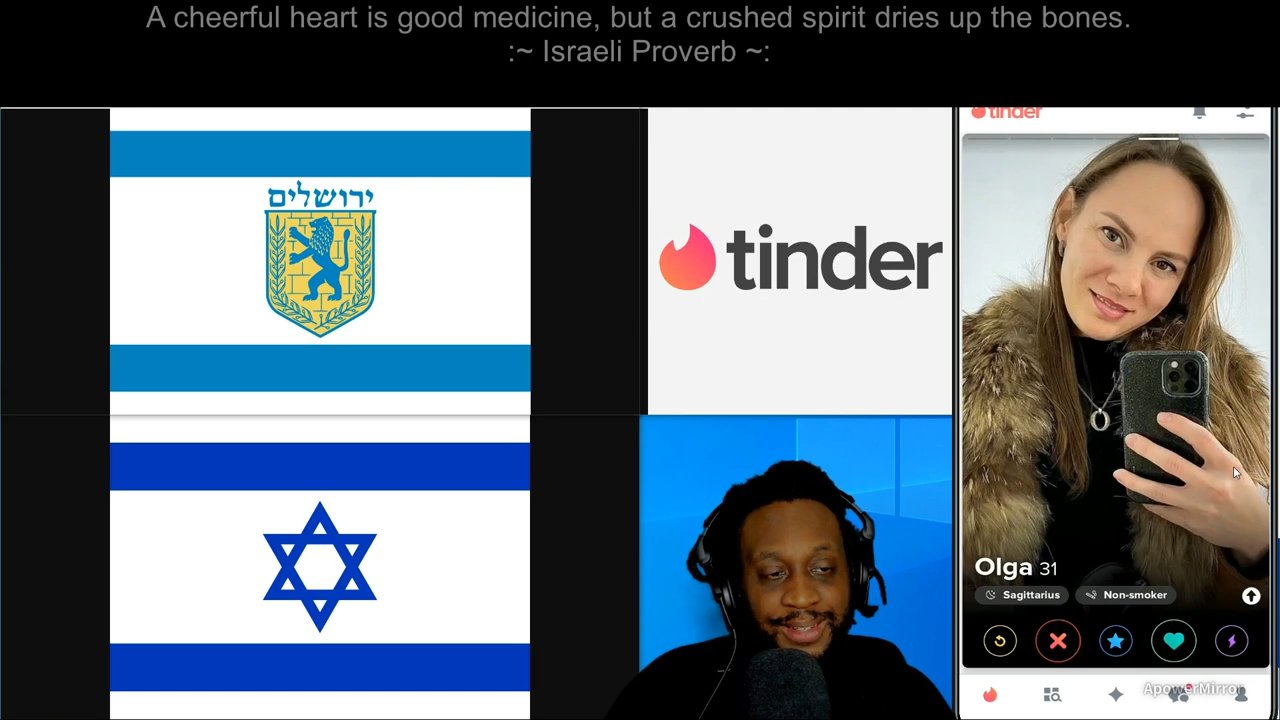 A cheerful heart is good medicine, but a crushed spirit dries up the bones.
:~ Israeli Proverb ~:
ירושלים
tinder
tinder
Olga 31
Sagittarius
Non-smoker
ApowerMirror